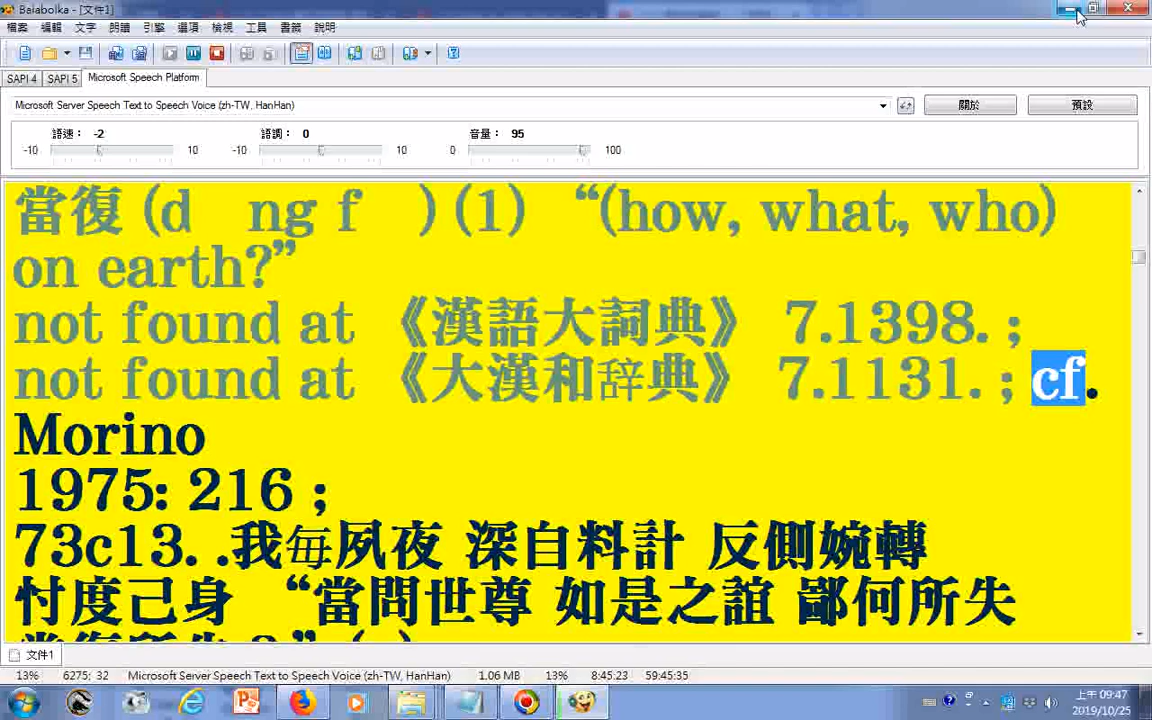 Balabolka - [文件1]
檔案 編輯 文字 朗讀 引擎 選項 檢視 工具 書籤 說明
SAPI 4 SAPI 5 Microsoft Speech Platform
Microsoft Server Speech Text to Speech Voice (zh-TW, HanHan) 關於 預設
語速： -2 語調： 0 音量： 95
-10 10 -10 10 0 100
當復 (d ng f ) (1) “(how, what, who)
on earth?”
not found at 《漢語大詞典》 7.1398. ;
not found at 《大漢和辞典》 7.1131. ; cf.
Morino
1975: 216 ;
73c13. .我毎夙夜 深自料計 反側婉轉
忖度己身 “當問世尊 如是之誼 鄙何所失
當復所失 ? ”
文件1
13% 6275: 32 Microsoft Server Speech Text to Speech Voice (zh-TW, HanHan) 1.06 MB 13% 8:45:23 59:45:35
上午 09:47
2019/10/25